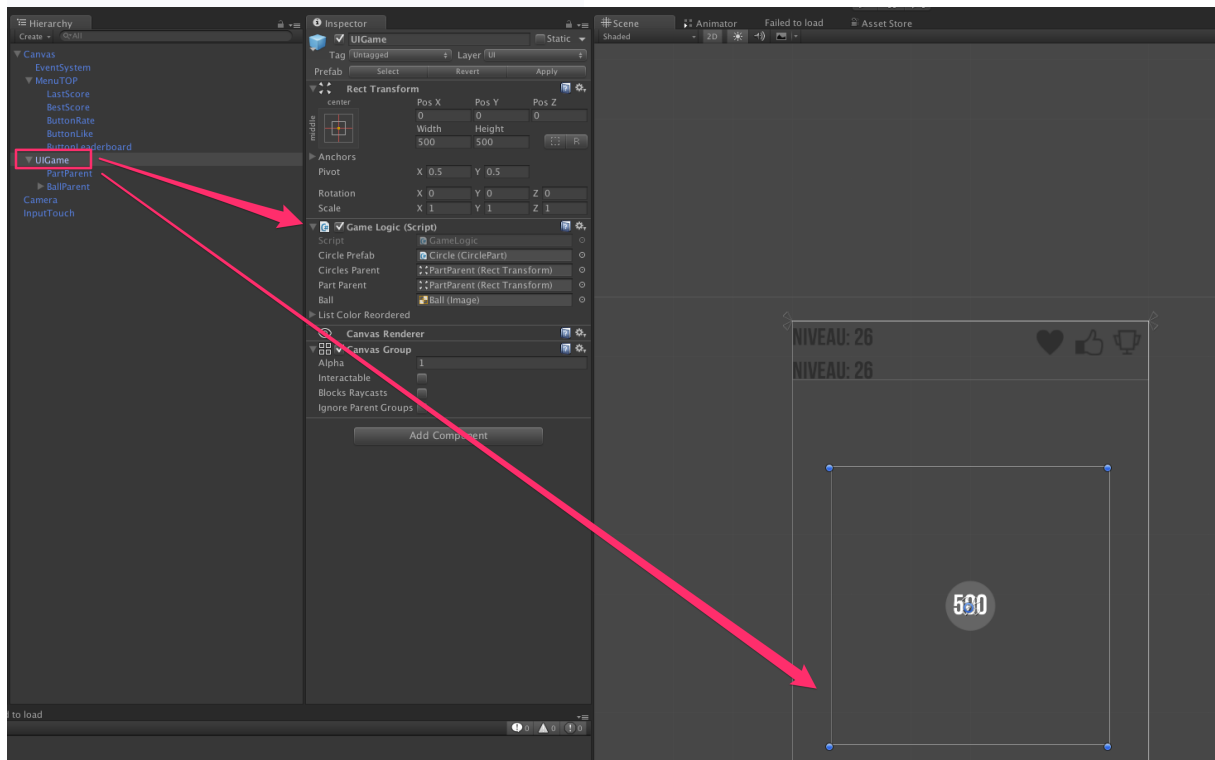 Hierarchy
Create
All
Canvas
EventSystem
MenuTOP
LastScore
BestScore
ButtonRate
ButtonLike
ButtonLeaderboard
UIGame
PartParent
BallParent
Camera
InputTouch
Inspector
UIGame Static
Tag Untagged Layer UI
Prefab Select Revert Apply
Rect Transform
center Pos X Pos Y Pos Z
middle 0 0 0
Width Height
500 500 R
Anchors
Pivot X 0.5 Y 0.5
Rotation X 0 Y 0 Z 0
Scale X 1 Y 1 Z 1
Game Logic (Script)
Script GameLogic
Circle Prefab Circle (CirclePart)
Circles Parent PartParent (Rect Transform)
Part Parent PartParent (Rect Transform)
Ball Ball (Image)
List Color Reordered
Canvas Renderer
Canvas Group
Alpha 1
Interactable
Blocks Raycasts
Ignore Parent Groups
Add Component
Scene Animator Failed to load Asset Store
Shaded 2D
NIVEAU: 26
NIVEAU: 26
d to load
0 0 0